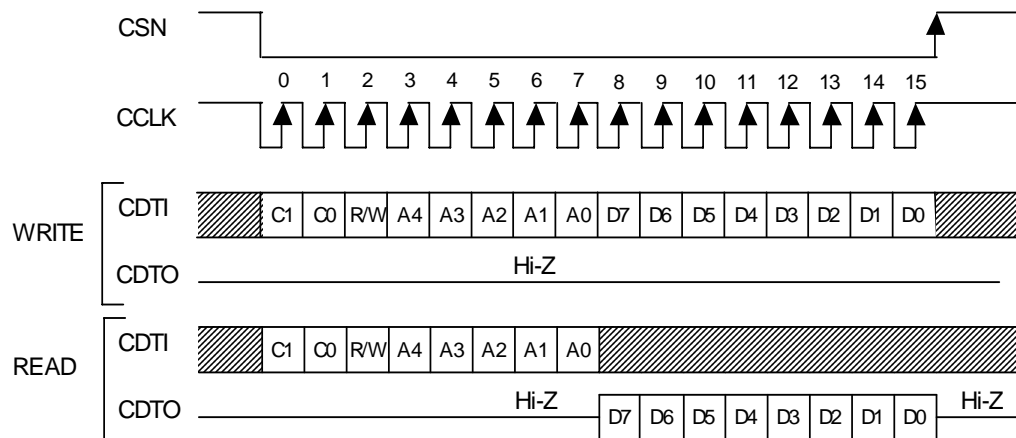 CSN
0 1 2 3 4 5 6 7 8 9 10 11 12 13 14 15
CCLK
WRITE
CDTI C1 C0 R/W A4 A3 A2 A1 A0 D7 D6 D5 D4 D3 D2 D1 D0
CDTO Hi-Z
READ
CDTI C1 C0 R/W A4 A3 A2 A1 A0
CDTO Hi-Z D7 D6 D5 D4 D3 D2 D1 D0 Hi-Z